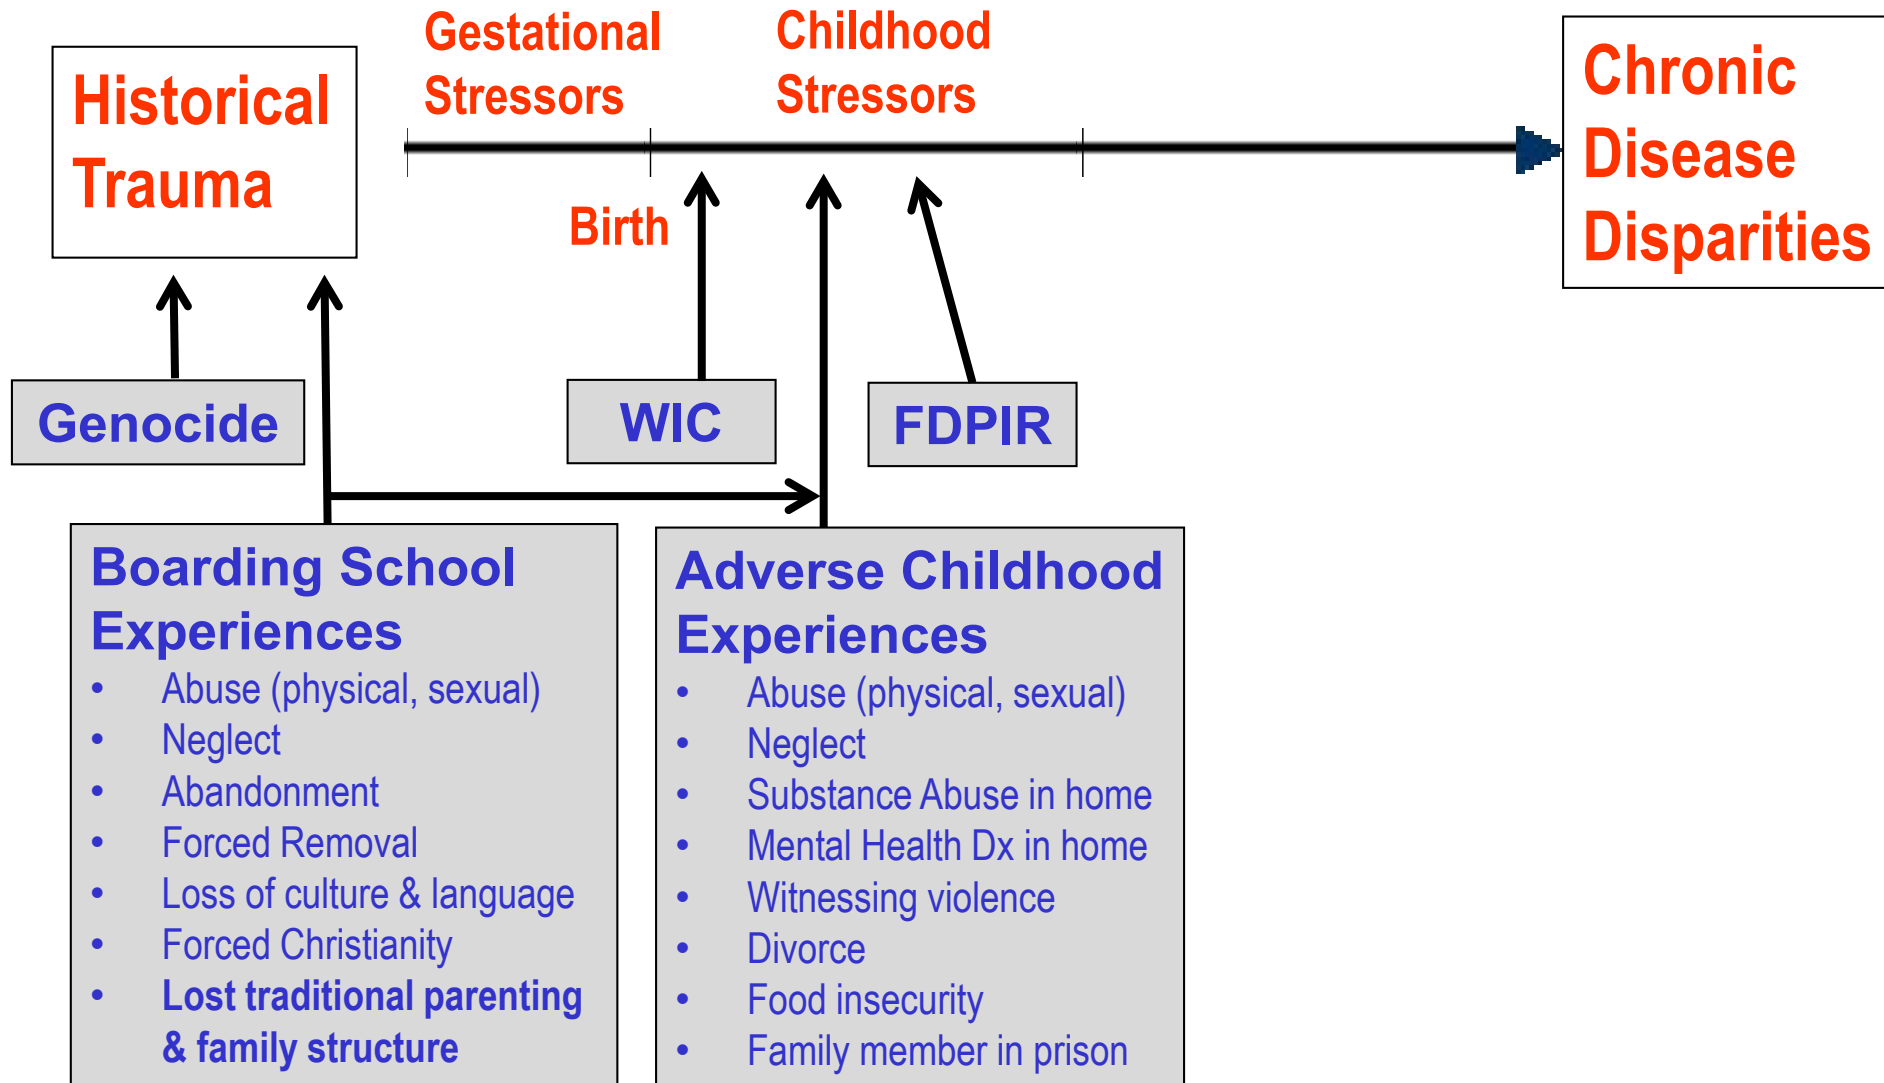 Historical
Trauma
Gestational
Stressors
Childhood
Stressors
Chronic
Disease
Disparities
Birth
Genocide
WIC
FDPIR
Boarding School
Experiences
• Abuse (physical, sexual)
• Neglect
• Abandonment
• Forced Removal
• Loss of culture & language
• Forced Christianity
• Lost traditional parenting
& family structure
Adverse Childhood
Experiences
• Abuse (physical, sexual)
• Neglect
• Substance Abuse in home
• Mental Health Dx in home
• Witnessing violence
• Divorce
• Food insecurity
• Family member in prison